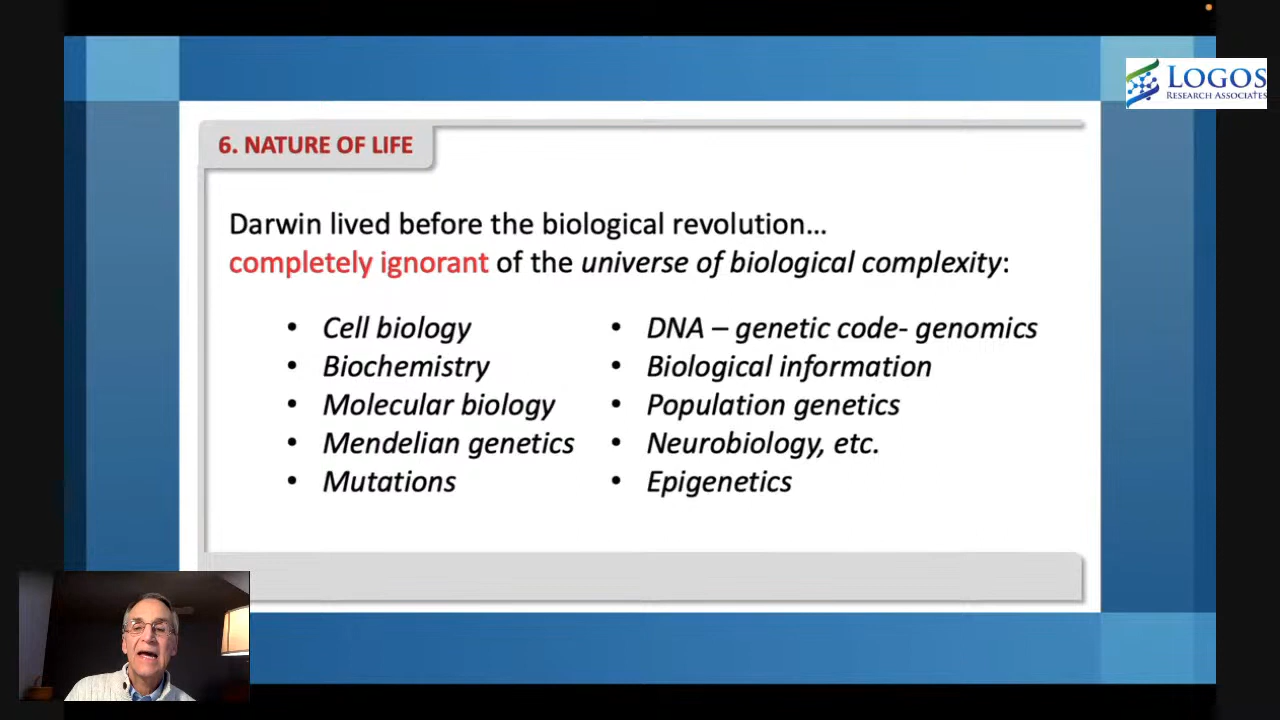 LOGOS
RESEARCH ASSOCIATES
6. NATURE OF LIFE
Darwin lived before the biological revolution…
completely ignorant of the universe of biological complexity:
• Cell biology
• Biochemistry
• Molecular biology
• Mendelian genetics
• Mutations
• DNA – genetic code- genomics
• Biological information
• Population genetics
• Neurobiology, etc.
• Epigenetics